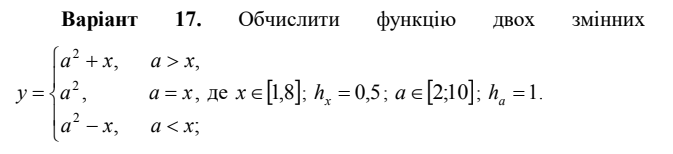 Варіант 17. Обчислити функцію двох змінних
a² + x, a > x,
y = { a², a = x, де x ∈ [1,8]; hₓ = 0,5; a ∈ [2;10]; hₐ = 1.
a² − x, a < x;